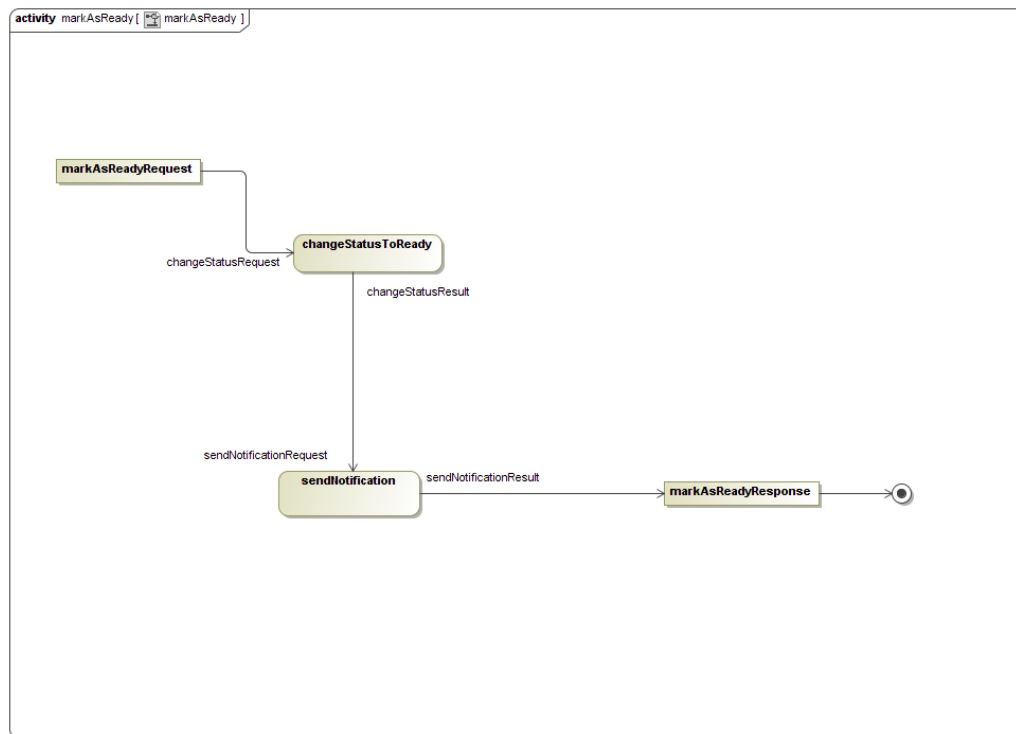 activity markAsReady [ markAsReady ]
markAsReadyRequest
changeStatusToReady
changeStatusRequest
changeStatusResult
sendNotificationRequest
sendNotification
sendNotificationResult
markAsReadyResponse